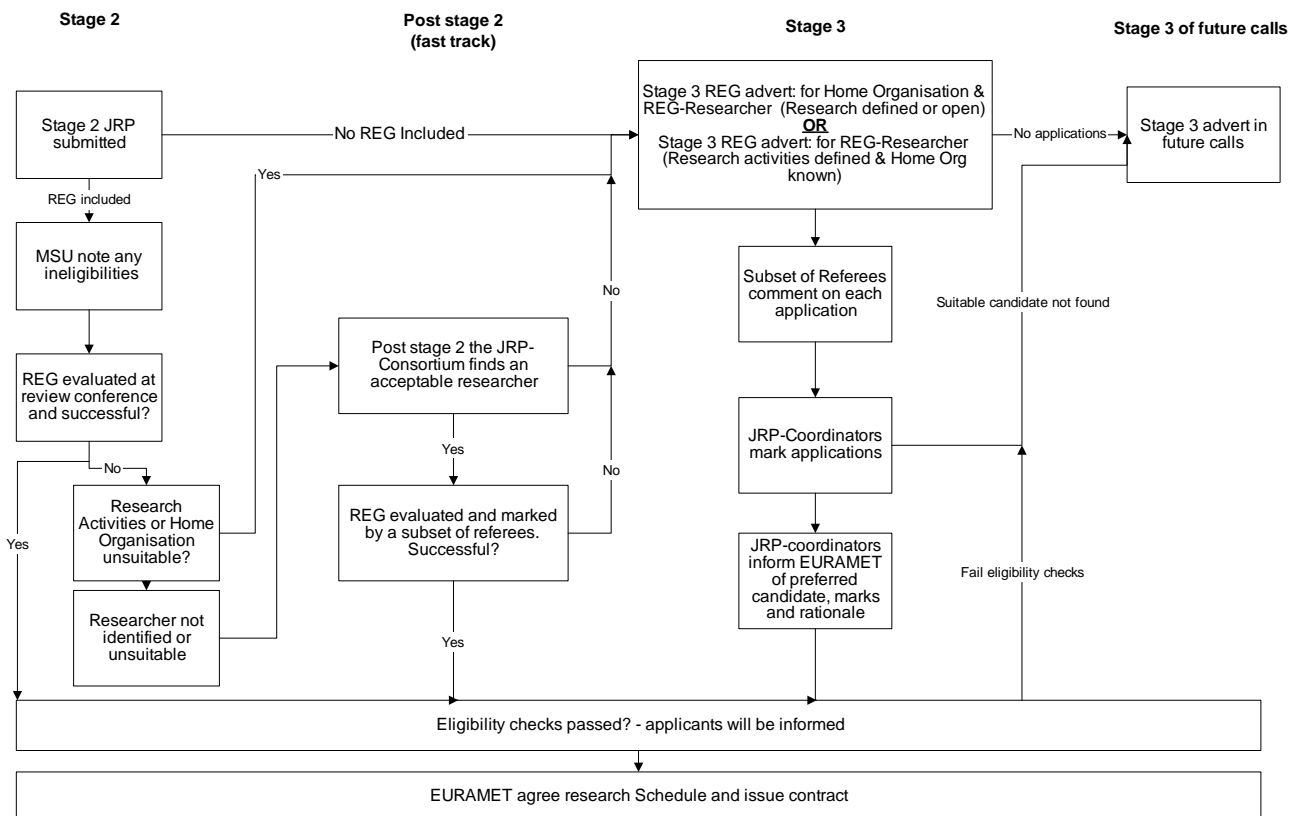 Stage 2
Post stage 2
(fast track)
Stage 3
Stage 3 of future calls
Stage 2 JRP
submitted
No REG Included
Stage 3 REG advert: for Home Organisation &
REG-Researcher  (Research defined or open)
OR
Stage 3 REG advert: for REG-Researcher
(Research activities defined & Home Org
known)
No applications
Stage 3 advert in
future calls
REG included
Yes
MSU note any
ineligibilities
Subset of Referees
comment on each
application
No
Suitable candidate not found
REG evaluated at
review conference
and successful?
Post stage 2 the JRP-
Consortium finds an
acceptable researcher
JRP-Coordinators
mark applications
No
Yes
No
Research
Activities or Home
Organisation
unsuitable?
REG evaluated and marked
by a subset of referees.
Successful?
JRP-coordinators
inform EURAMET
of preferred
candidate, marks
and rationale
Yes
Fail eligibility checks
Researcher not
identified or
unsuitable
Yes
Eligibility checks passed? - applicants will be informed
EURAMET agree research Schedule and issue contract